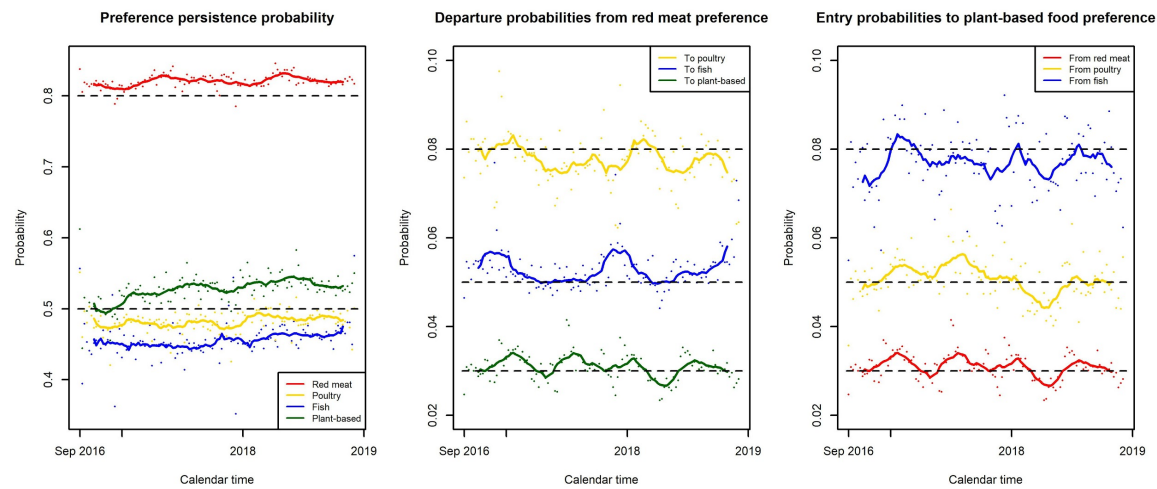 Preference persistence probability
Departure probabilities from red meat preference
Entry probabilities to plant-based food preference
Probability
0.8
0.5
0.4
Red meat
Poultry
Fish
Plant-based
Sep 2016
2018
2019
Calendar time
Probability
0.10
0.08
0.06
0.04
0.02
To poultry
To fish
To plant-based
Sep 2016
2018
2019
Calendar time
Probability
0.10
0.08
0.06
0.04
0.02
From red meat
From poultry
From fish
Sep 2016
2018
2019
Calendar time